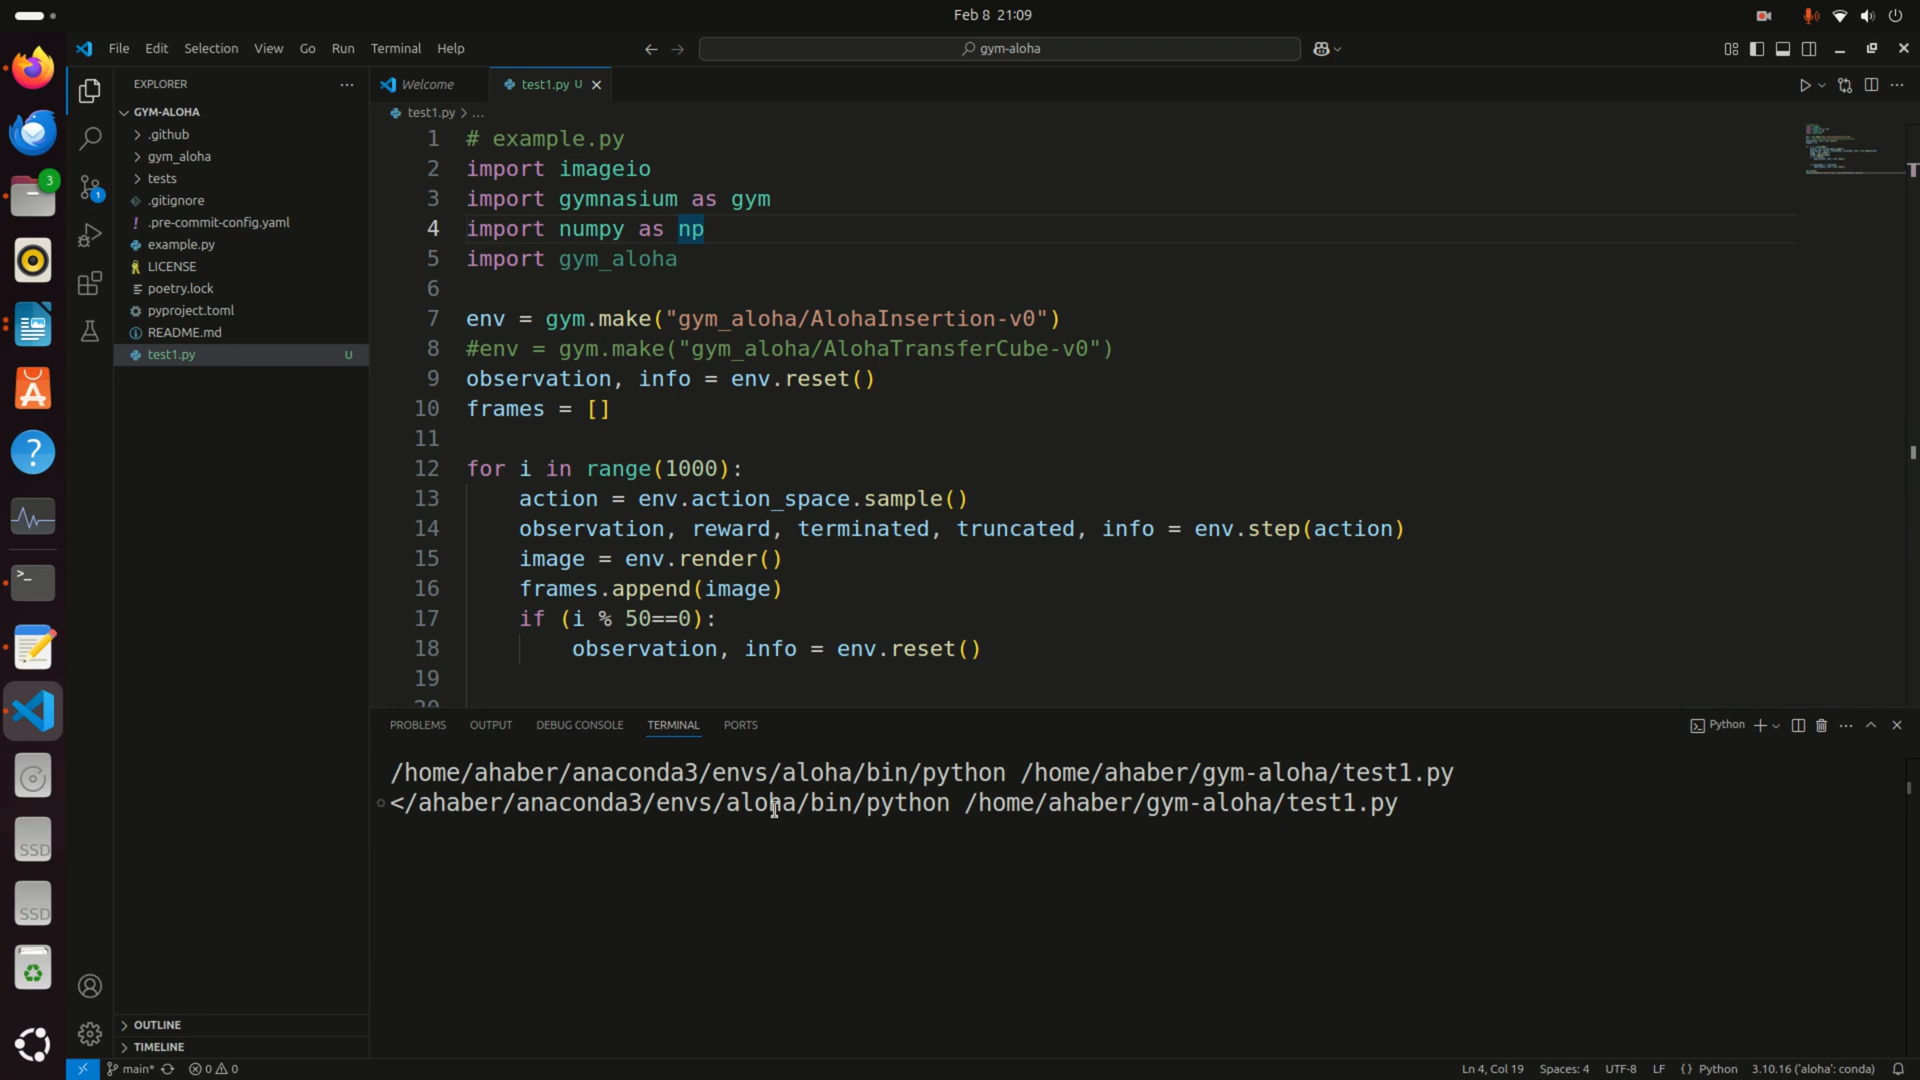 Feb 8 21:09
File Edit Selection View Go Run Terminal Help
gym-aloha
EXPLORER
GYM-ALOHA
.github
gym_aloha
tests
.gitignore
.pre-commit-config.yaml
example.py
LICENSE
poetry.lock
pyproject.toml
README.md
test1.py U
OUTLINE
TIMELINE
3
1
SSD
SSD
Welcome
test1.py U
test1.py > ...
1 # example.py
2 import imageio
3 import gymnasium as gym
4 import numpy as np
5 import gym_aloha
6
7 env = gym.make("gym_aloha/AlohaInsertion-v0")
8 #env = gym.make("gym_aloha/AlohaTransferCube-v0")
9 observation, info = env.reset()
10 frames = []
11
12 for i in range(1000):
13 action = env.action_space.sample()
14 observation, reward, terminated, truncated, info = env.step(action)
15 image = env.render()
16 frames.append(image)
17 if (i % 50==0):
18 observation, info = env.reset()
19
20
PROBLEMS OUTPUT DEBUG CONSOLE TERMINAL PORTS
Python
/home/ahaber/anaconda3/envs/aloha/bin/python /home/ahaber/gym-aloha/test1.py
</ahaber/anaconda3/envs/aloha/bin/python /home/ahaber/gym-aloha/test1.py
main* 0 0
Ln 4, Col 19 Spaces: 4 UTF-8 LF {} Python 3.10.16 ('aloha': conda)